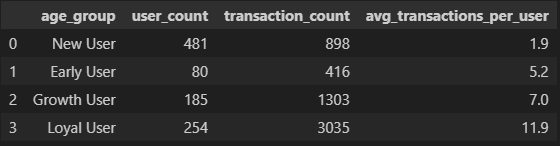 age_group user_count transaction_count avg_transactions_per_user
0 New User 481 898 1.9
1 Early User 80 416 5.2
2 Growth User 185 1303 7.0
3 Loyal User 254 3035 11.9